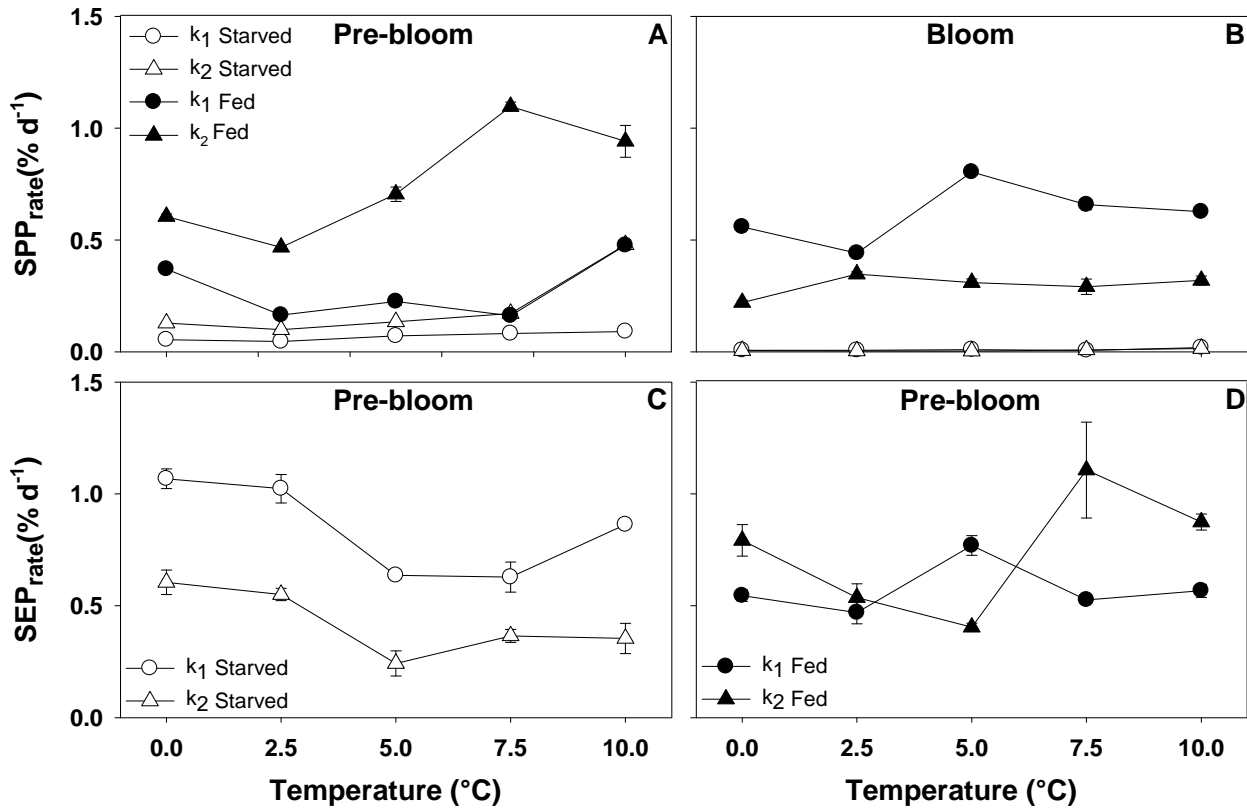 1.5
1.0
0.5
0.0
SPPrate(% d-1)
Pre-bloom
A
k1 Starved
k2 Starved
k1 Fed
k2 Fed
Bloom
B
1.5
1.0
0.5
0.0
SEPrate(% d-1)
Pre-bloom
C
k1 Starved
k2 Starved
0.0 2.5 5.0 7.5 10.0
Temperature (°C)
Pre-bloom
D
k1 Fed
k2 Fed
0.0 2.5 5.0 7.5 10.0
Temperature (°C)